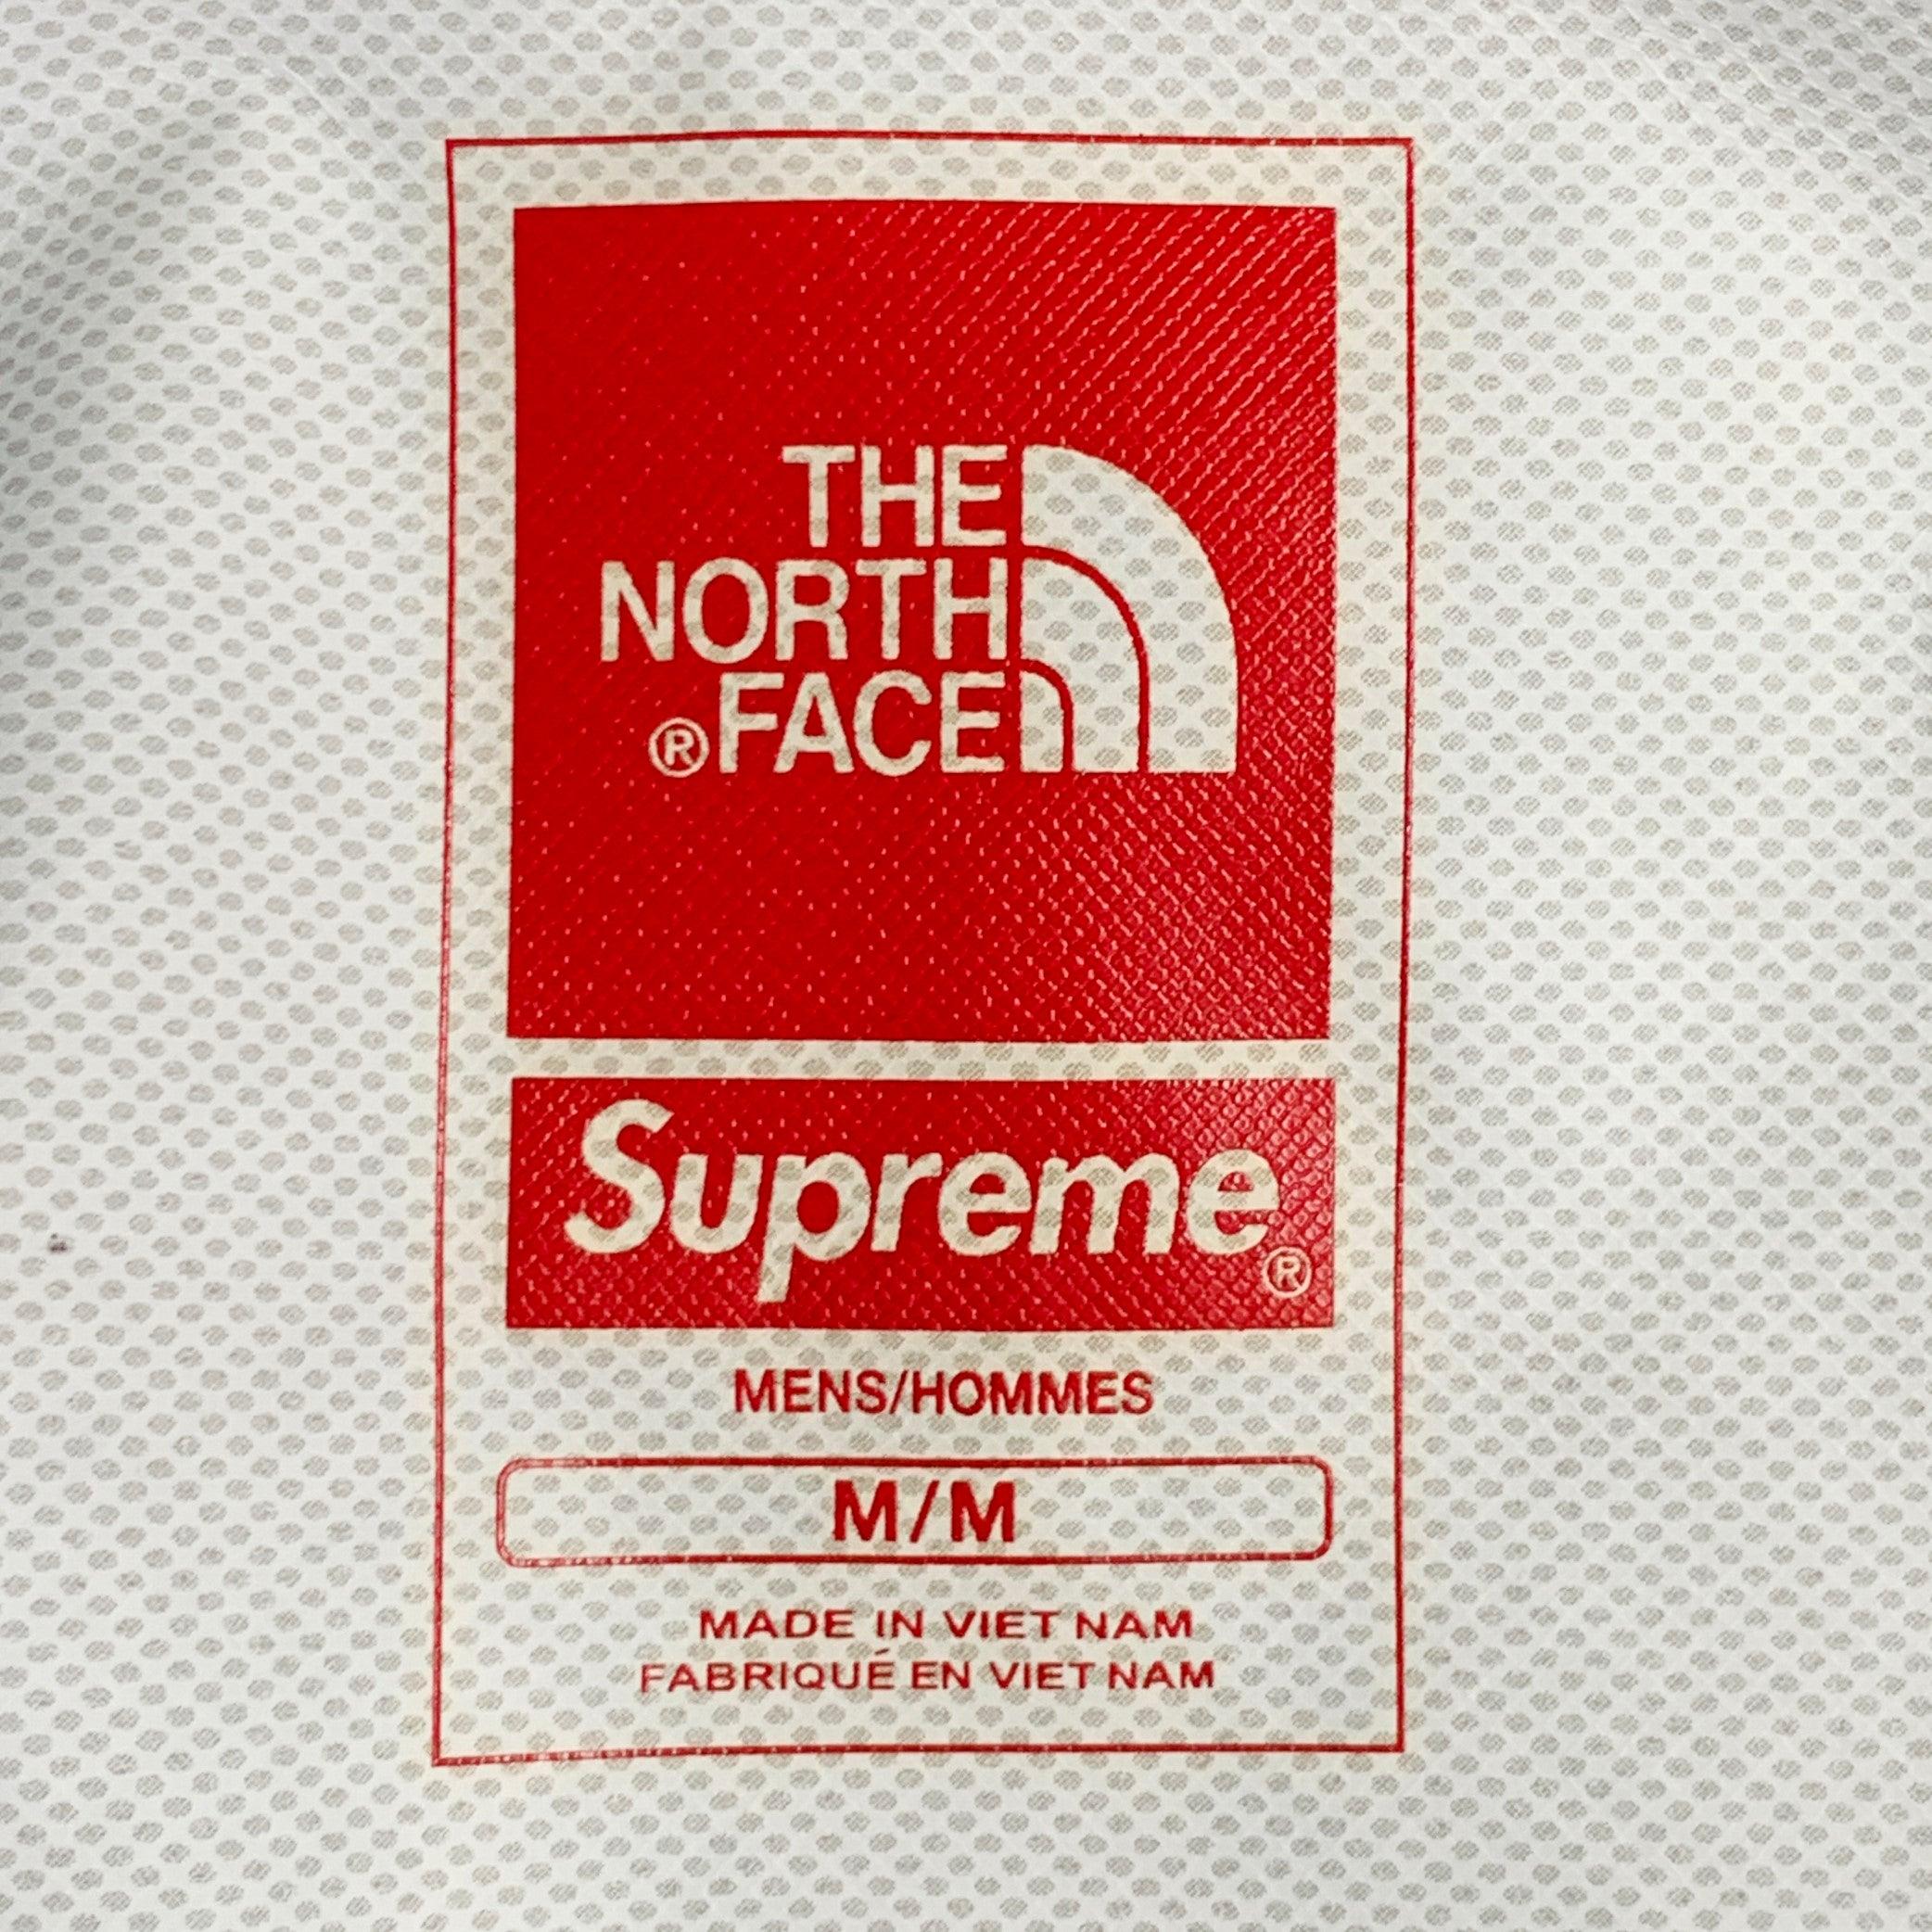 THE
NORTH
®FACE
Supreme®
MENS/HOMMES
M/M
MADE IN VIET NAM
FABRIQUÉ EN VIET NAM